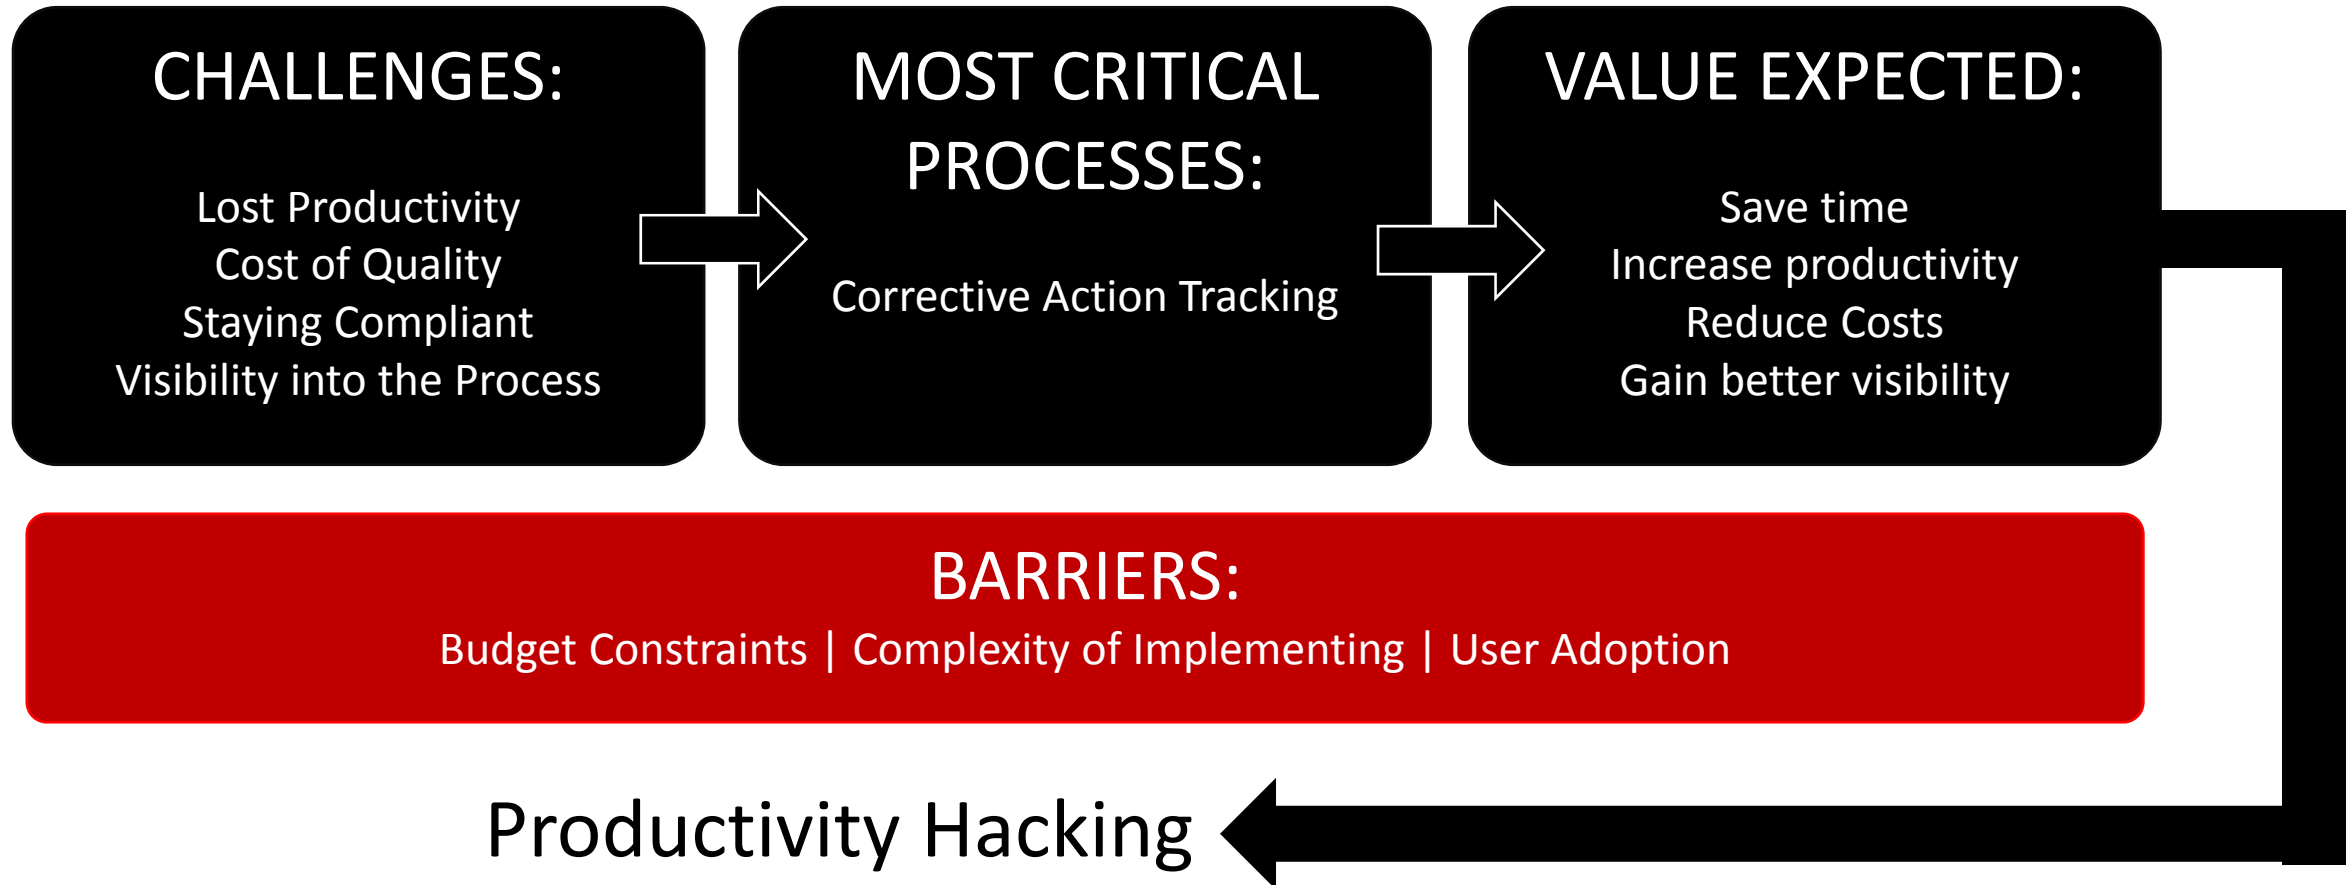 CHALLENGES:
Lost Productivity
Cost of Quality
Staying Compliant
Visibility into the Process
MOST CRITICAL
PROCESSES:
Corrective Action Tracking
VALUE EXPECTED:
Save time
Increase productivity
Reduce Costs
Gain better visibility
BARRIERS:
Budget Constraints | Complexity of Implementing | User Adoption
Productivity Hacking